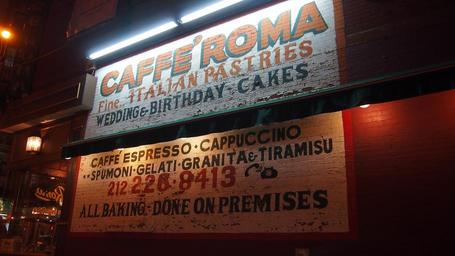 CAFFE' ROMA
Fine ITALIAN PASTRIES
WEDDING & BIRTHDAY • CAKES
CAFFÉ ESPRESSO • CAPPUCCINO
SPUMONI • GELATI • GRANITA & TIRAMISU
212 226•8413
ALL BAKING • DONE ON PREMISES